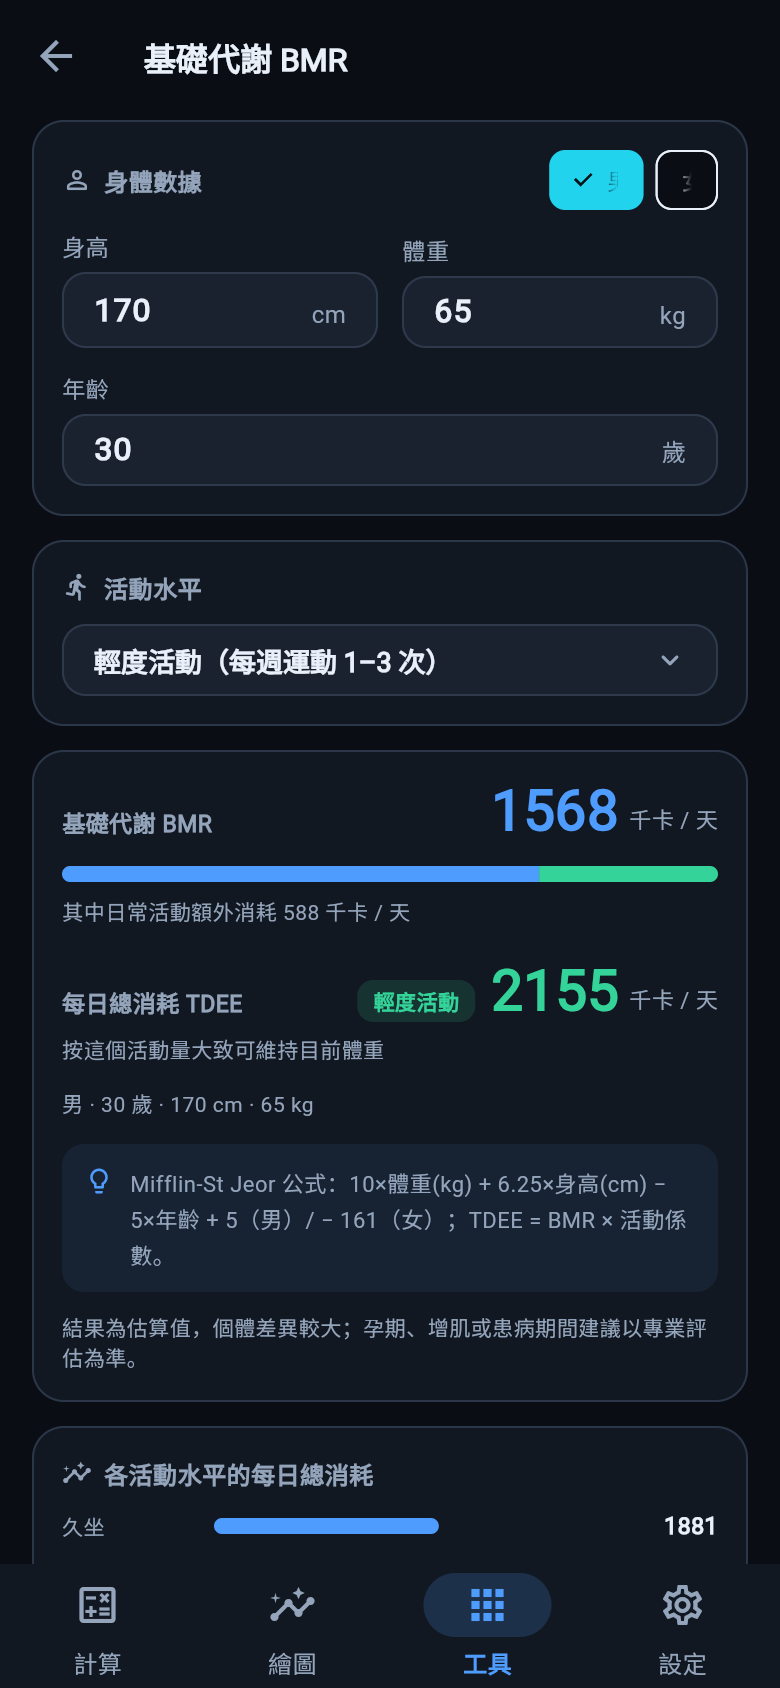 基礎代謝 BMR
身體數據
身高
體重
170 cm
65 kg
年齡
30 歲
活動水平
輕度活動（每週運動 1–3 次）
基礎代謝 BMR 1568 千卡 / 天
其中日常活動額外消耗 588 千卡 / 天
每日總消耗 TDEE 輕度活動 2155 千卡 / 天
按這個活動量大致可維持目前體重
男 · 30 歲 · 170 cm · 65 kg
Mifflin-St Jeor 公式：10×體重(kg) + 6.25×身高(cm) −
5×年齡 + 5（男）/ − 161（女）；TDEE = BMR × 活動係
數。
結果為估算值，個體差異較大；孕期、增肌或患病期間建議以專業評
估為準。
各活動水平的每日總消耗
久坐 1881
計算
繪圖
工具
設定